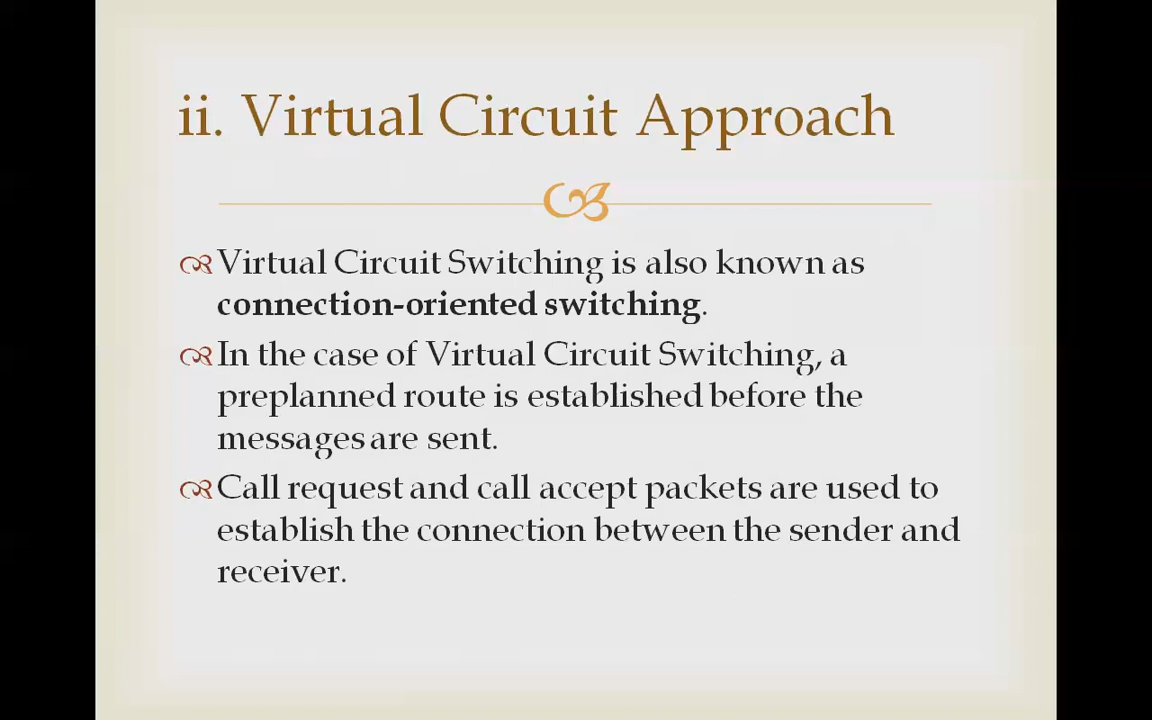 ii. Virtual Circuit Approach
Virtual Circuit Switching is also known as
connection-oriented switching.
In the case of Virtual Circuit Switching, a
preplanned route is established before the
messages are sent.
Call request and call accept packets are used to
establish the connection between the sender and
receiver.